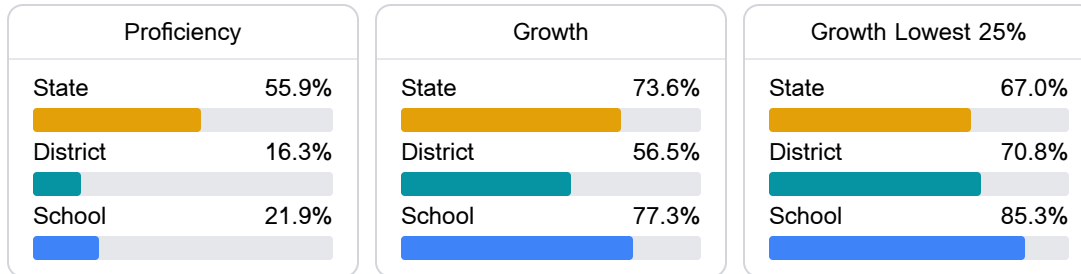 Proficiency
State 55.9%
District 16.3%
School 21.9%
Growth
State 73.6%
District 56.5%
School 77.3%
Growth Lowest 25%
State 67.0%
District 70.8%
School 85.3%